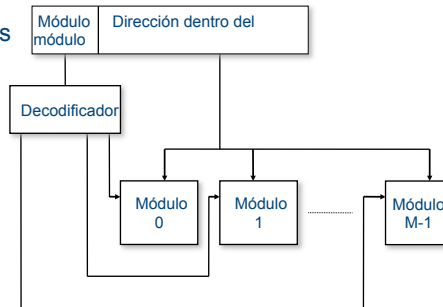 s
Módulo Dirección dentro del
módulo
Decodificador
Módulo
0
Módulo
1
Módulo
M-1